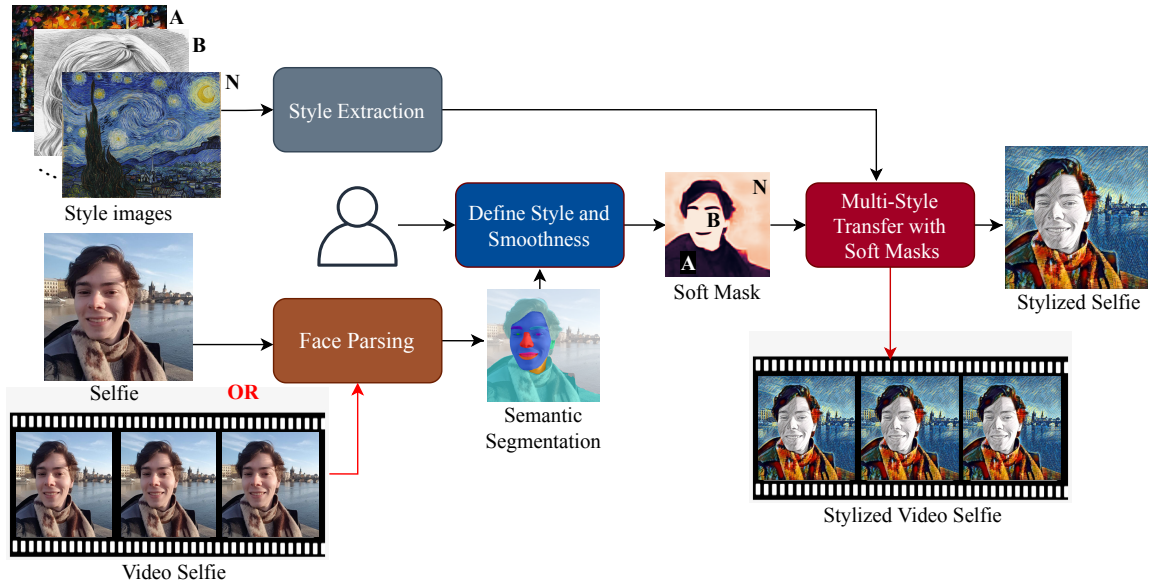 A
B
N
...
Style images
Style Extraction
Define Style and
Smoothness
N
B
A
Soft Mask
Multi-Style
Transfer with
Soft Masks
Stylized Selfie
Selfie
OR
Face Parsing
Semantic
Segmentation
Video Selfie
Stylized Video Selfie